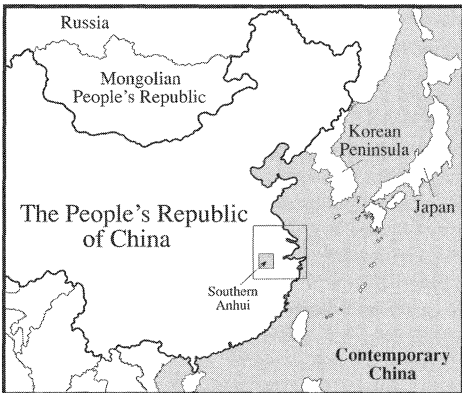 Russia
Mongolian
People's Republic
Korean
Peninsula
The People's Republic
of China
Japan
Southern
Anhui
Contemporary
China